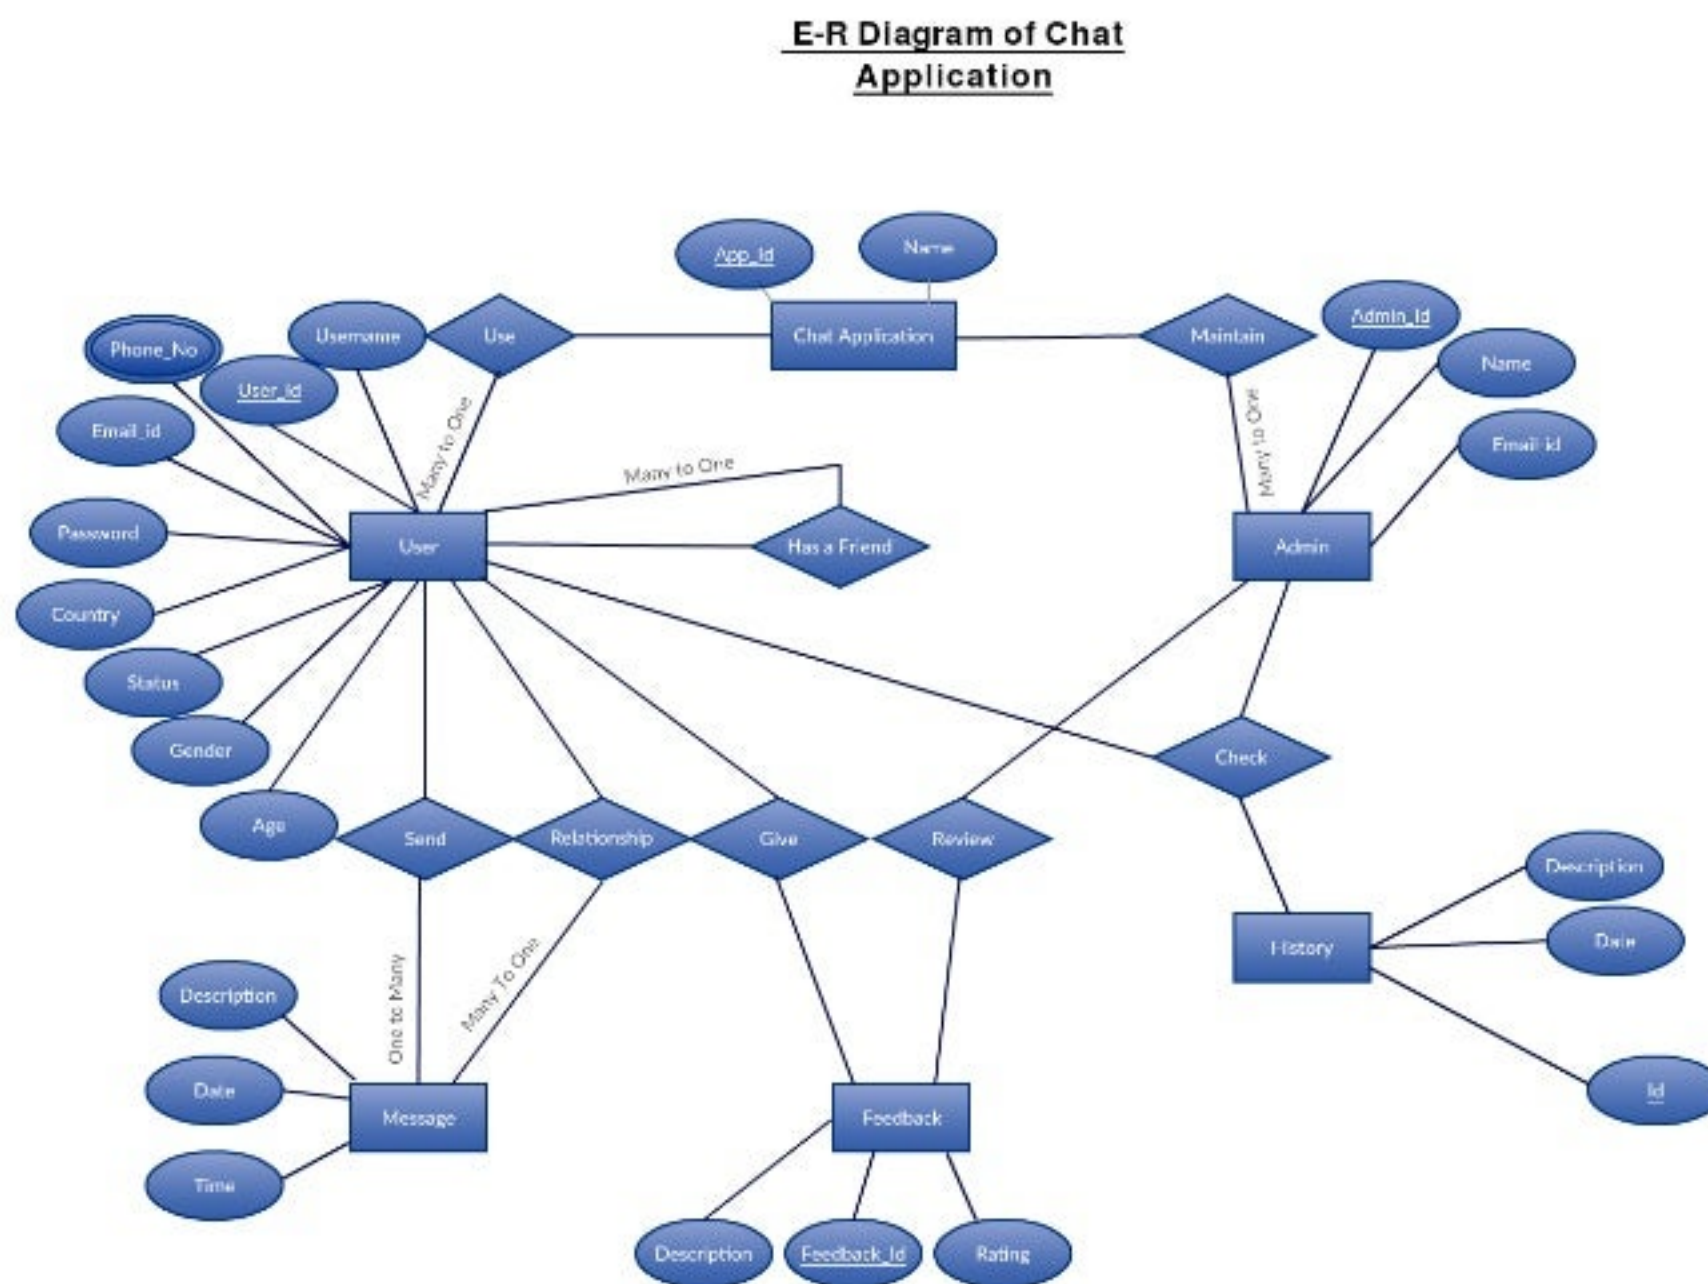 E-R Diagram of Chat
Application
App_Id
Name
Chat Application
Use
Maintain
Admin_Id
Name
Email id
Admin
Many to One
Username
Phone_No
User_Id
Email_id
Password
Country
Status
Gender
Age
User
Many to One
Many to One
Has a Friend
Check
Send
Relationship
Give
Review
One to Many
Many To One
Description
Date
Time
Message
Feedback
Description
Feedback_Id
Rating
History
Description
Date
Id